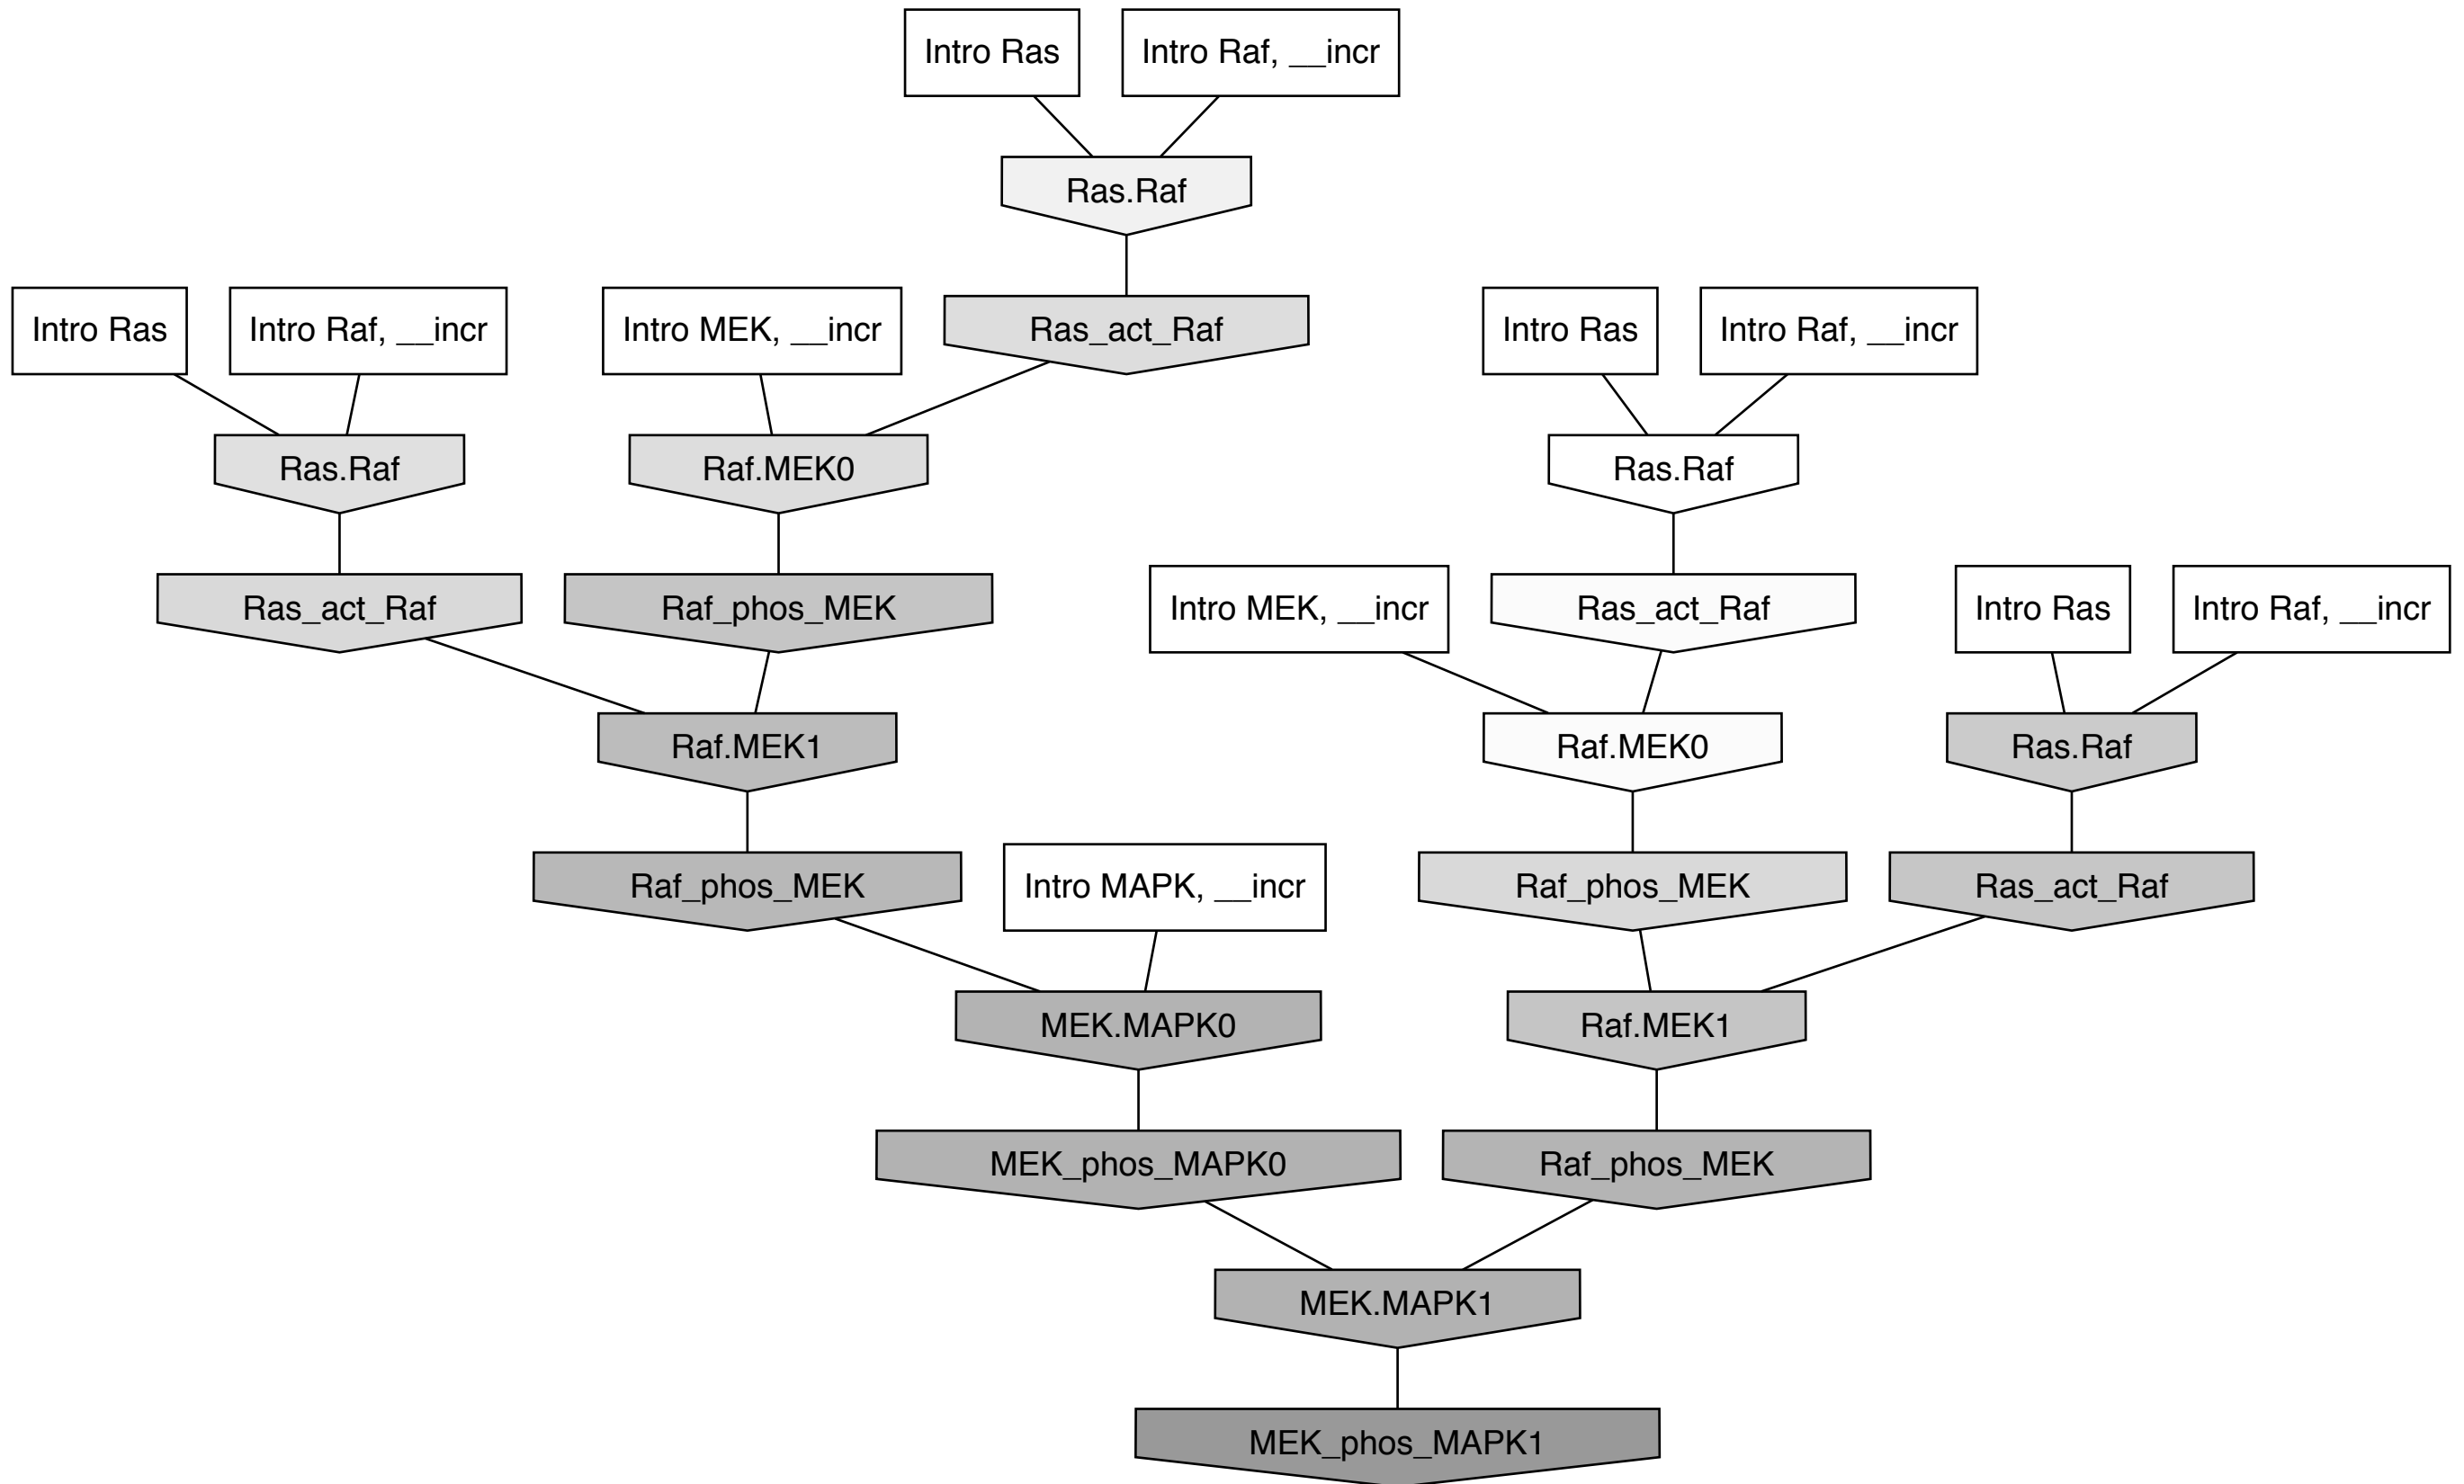 Intro Ras
Intro Raf, __incr
Ras.Raf
Intro Ras
Intro Raf, __incr
Intro MEK, __incr
Ras_act_Raf
Intro Ras
Intro Raf, __incr
Ras.Raf
Raf.MEK0
Ras.Raf
Ras_act_Raf
Raf_phos_MEK
Intro MEK, __incr
Ras_act_Raf
Intro Ras
Intro Raf, __incr
Raf.MEK1
Raf.MEK0
Ras.Raf
Raf_phos_MEK
Intro MAPK, __incr
Raf_phos_MEK
Ras_act_Raf
MEK.MAPK0
Raf.MEK1
MEK_phos_MAPK0
Raf_phos_MEK
MEK.MAPK1
MEK_phos_MAPK1